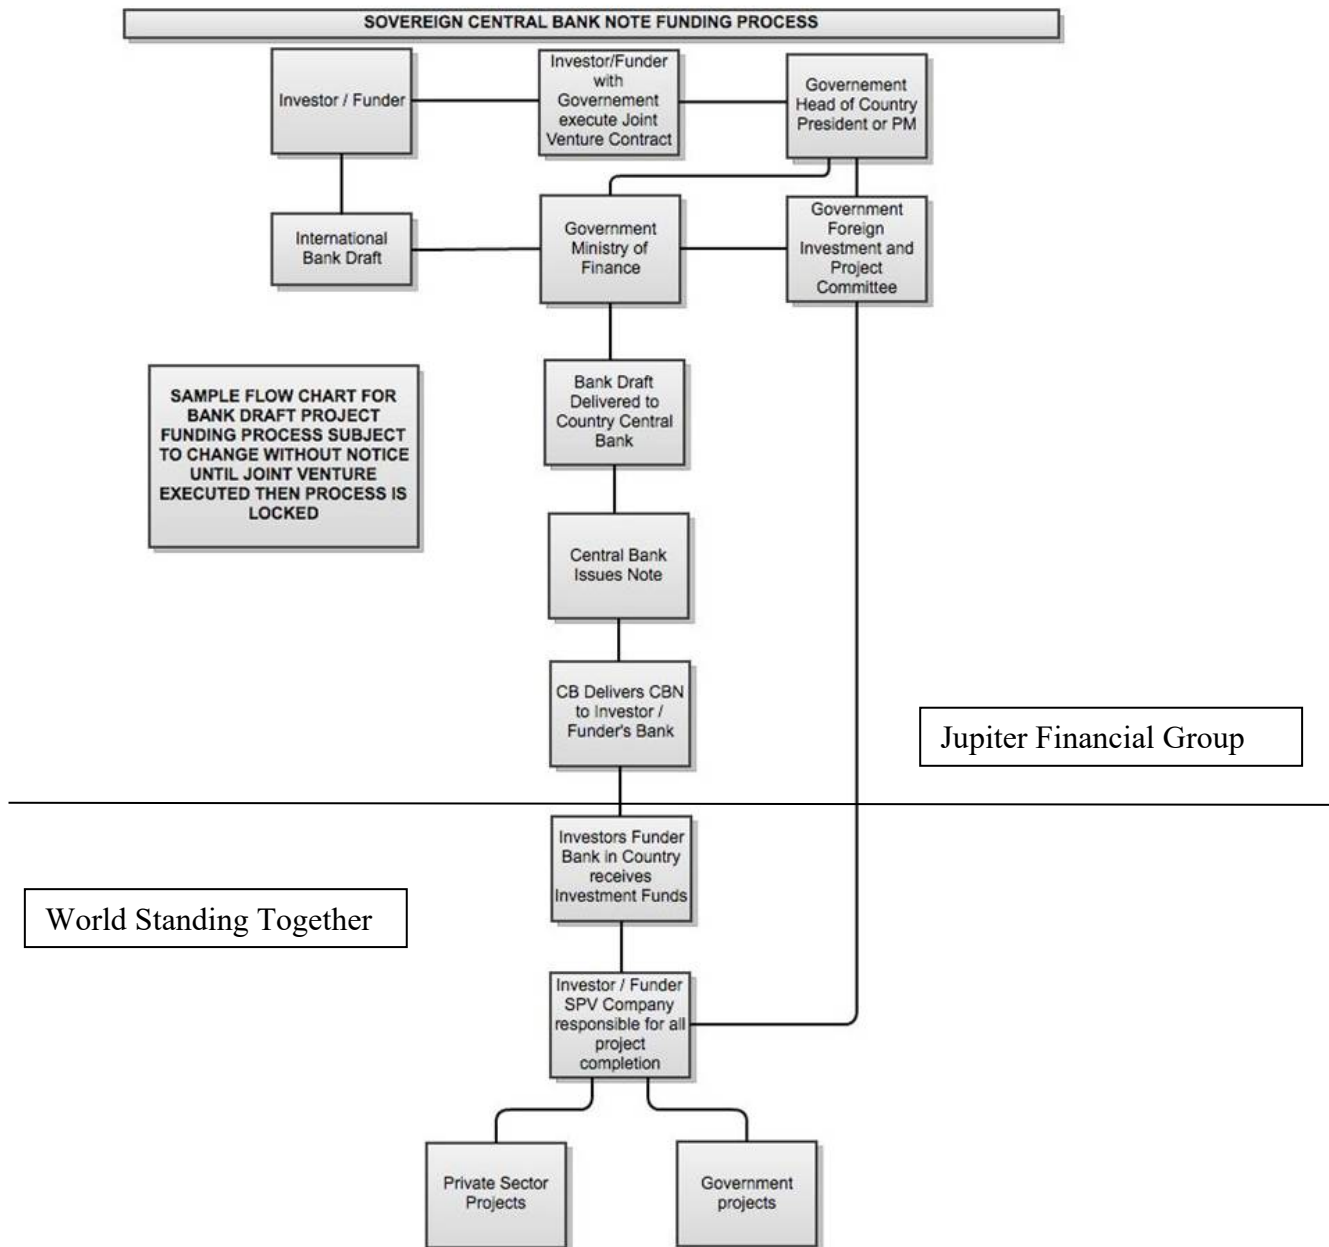 SOVEREIGN CENTRAL BANK NOTE FUNDING PROCESS
Investor / Funder
Investor/Funder
with
Governement
execute Joint
Venture Contract
Governement
Head of Country
President or PM
International
Bank Draft
Government
Ministry of
Finance
Government
Foreign
Investment and
Project
Committee
SAMPLE FLOW CHART FOR
BANK DRAFT PROJECT
FUNDING PROCESS SUBJECT
TO CHANGE WITHOUT NOTICE
UNTIL JOINT VENTURE
EXECUTED THEN PROCESS IS
LOCKED
Bank Draft
Delivered to
Country Central
Bank
Central Bank
Issues Note
CB Delivers CBN
to Investor /
Funder's Bank
Jupiter Financial Group
Investors Funder
Bank in Country
receives
Investment Funds
World Standing Together
Investor / Funder
SPV Company
responsible for all
project
completion
Private Sector
Projects
Government
projects